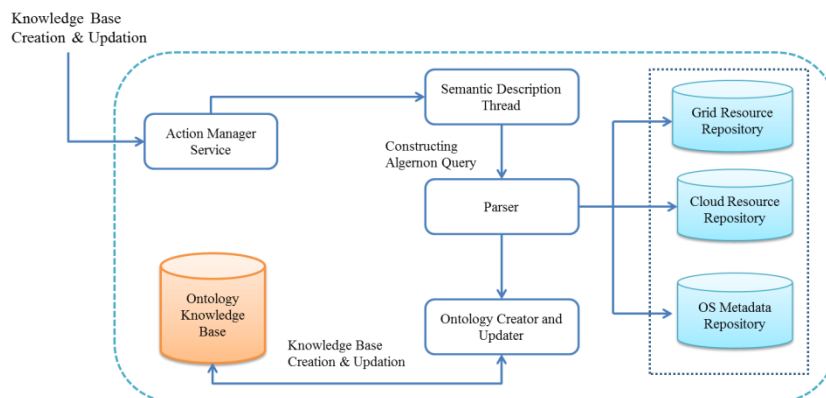 Knowledge Base
Creation & Updation
Action Manager
Service
Semantic Description
Thread
Constructing
Algernon Query
Parser
Grid Resource
Repository
Cloud Resource
Repository
OS Metadata
Repository
Ontology
Knowledge
Base
Ontology Creator and
Updater
Knowledge Base
Creation & Updation